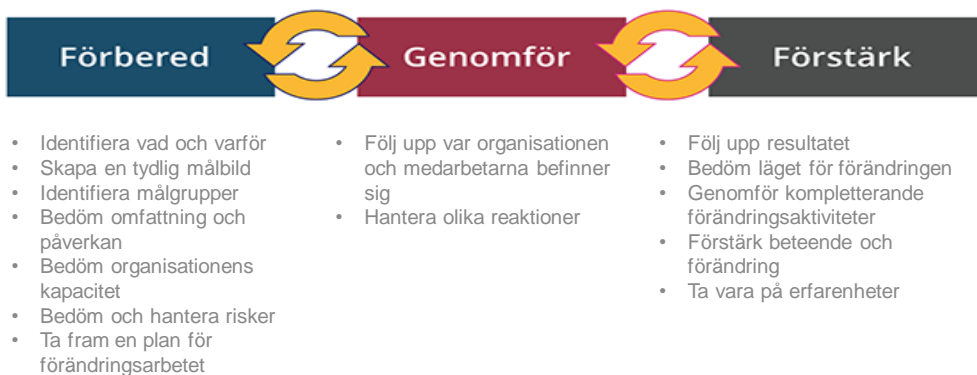 Förbered
Genomför
Förstärk
• Identifiera vad och varför
• Skapa en tydlig målbild
• Identifiera målgrupper
• Bedöm omfattning och
påverkan
• Bedöm organisationens
kapacitet
• Bedöm och hantera risker
• Ta fram en plan för
förändringsarbetet
• Följ upp var organisationen
och medarbetarna befinner
sig
• Hantera olika reaktioner
• Följ upp resultatet
• Bedöm läget för förändringen
• Genomför kompletterande
förändringsaktiviteter
• Förstärk beteende och
förändring
• Ta vara på erfarenheter